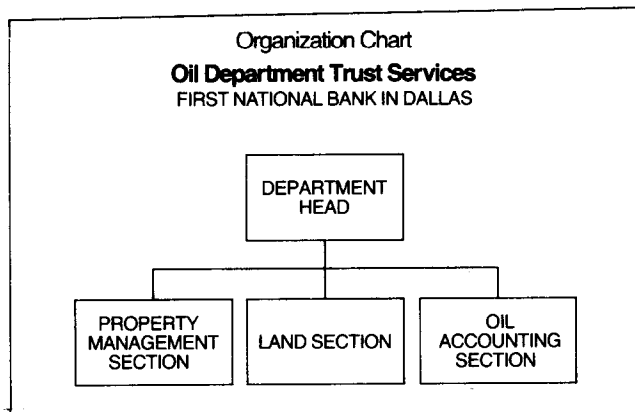 Organization Chart
Oil Department Trust Services
FIRST NATIONAL BANK IN DALLAS
DEPARTMENT
HEAD
PROPERTY
MANAGEMENT
SECTION
LAND SECTION
OIL
ACCOUNTING
SECTION